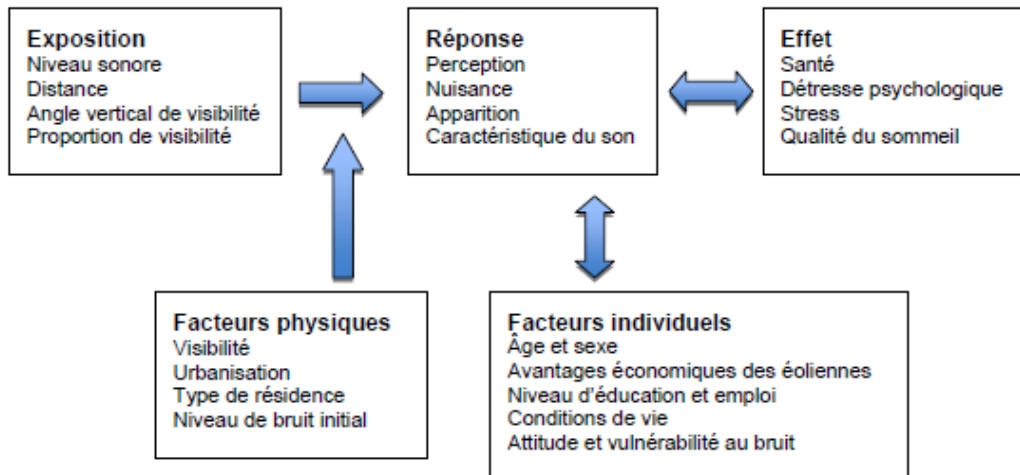 Exposition
Niveau sonore
Distance
Angle vertical de visibilité
Proportion de visibilité
Réponse
Perception
Nuisance
Apparition
Caractéristique du son
Effet
Santé
Détresse psychologique
Stress
Qualité du sommeil
Facteurs physiques
Visibilité
Urbanisation
Type de résidence
Niveau de bruit initial
Facteurs individuels
Âge et sexe
Avantages économiques des éoliennes
Niveau d'éducation et emploi
Conditions de vie
Attitude et vulnérabilité au bruit